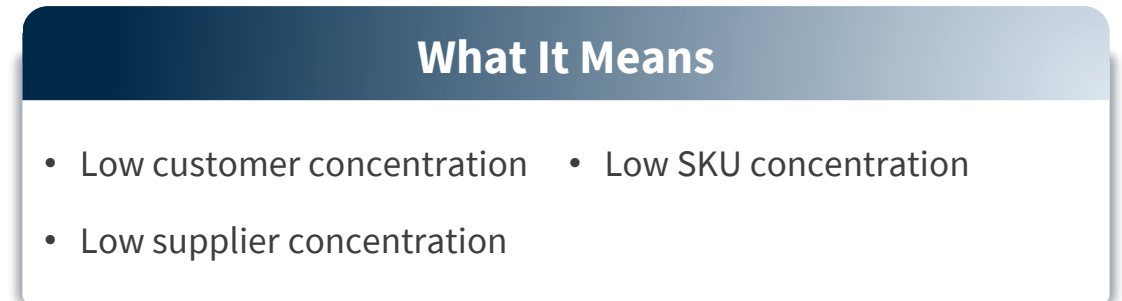 What It Means
• Low customer concentration
• Low supplier concentration
• Low SKU concentration